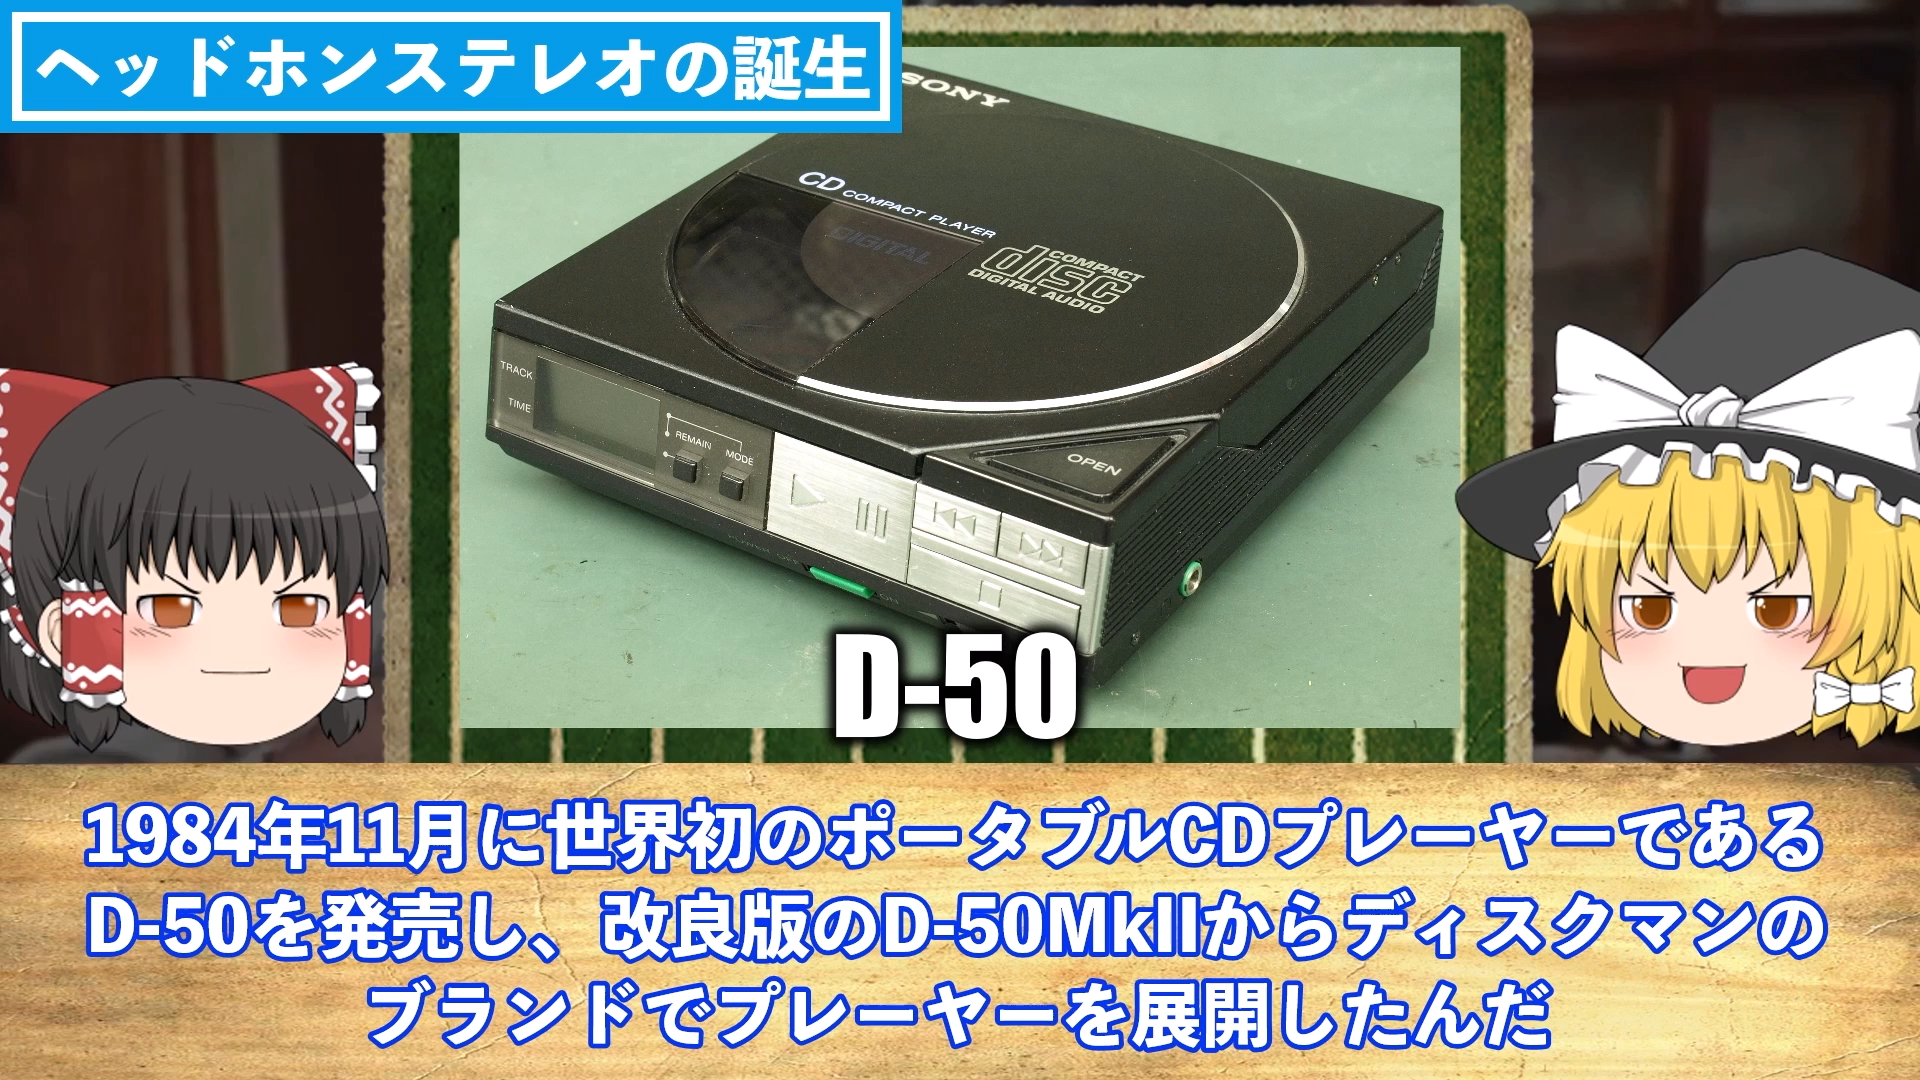 ヘッドホンステレオの誕生
SONY
CD COMPACT PLAYER
DIGITAL
COMPACT
disc
DIGITAL AUDIO
TRACK
TIME
REMAIN
MODE
OPEN
D-50
1984年11月に世界初のポータブルCDプレーヤーである
D-50を発売し、改良版のD-50MkIIからディスクマンの
ブランドでプレーヤーを展開したんだ